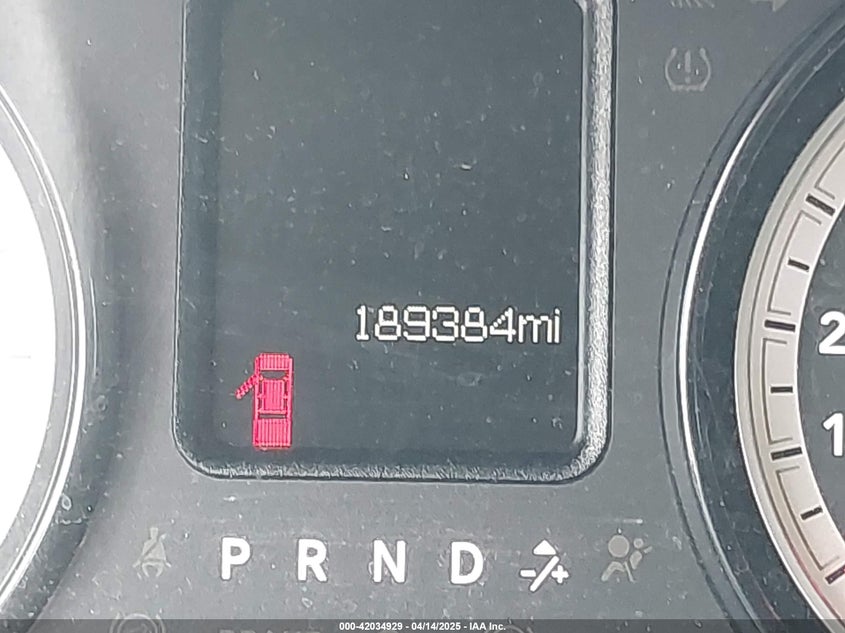 189384mi
2
1
P R N D -/+
000-42034929 - 04/14/2025 - IAA Inc.